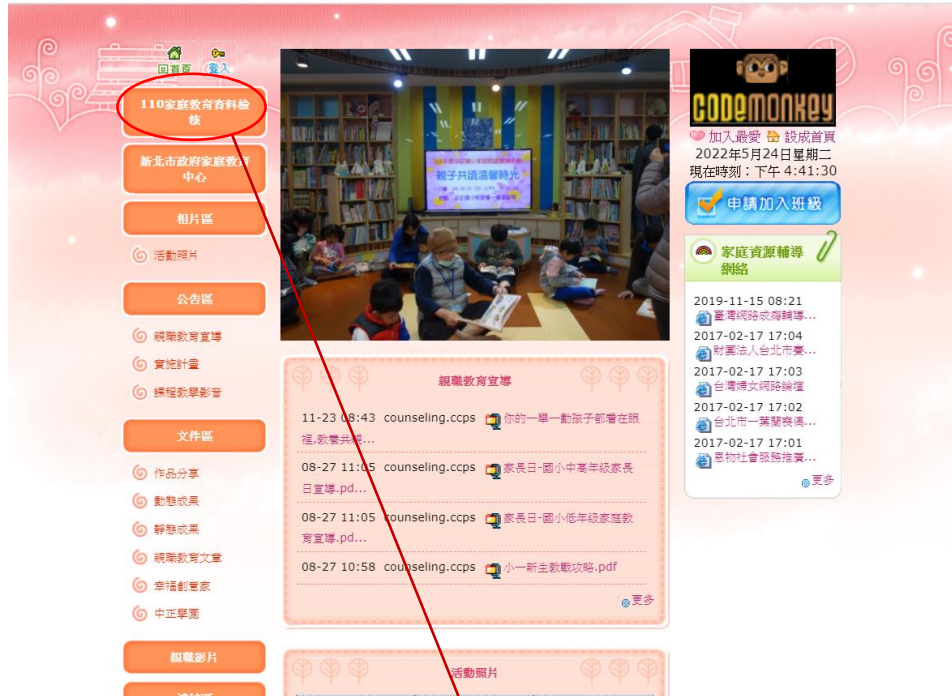 回首頁 登入
110家庭教育資料檢
核
新北市政府家庭教育
中心
相片區
活動照片
公告區
親職教育宣導
實施計畫
課程教學影音
文件區
作品分享
動態成果
靜態成果
親職教育文章
幸福創意家
中正學園
親職影片
親子共讀溫馨時光
親職教育宣導
11-23 08:43 counseling.ccps 你的一舉一動孩子都看在眼
裡,教養共親...
08-27 11:05 counseling.ccps 家長日-國小中高年級家長
日宣導.pd...
08-27 11:05 counseling.ccps 家長日-國小低年級家庭教
育宣導.pd...
08-27 10:58 counseling.ccps 小一新生教戰攻略.pdf
更多
活動照片
CODEMONKEY
加入最愛 設成首頁
2022年5月24日星期二
現在時刻：下午 4:41:30
申請加入班級
家庭資源輔導
網絡
2019-11-15 08:21
臺灣網路成癮輔導...
2017-02-17 17:04
財團法人台北市臺...
2017-02-17 17:03
台灣婦女網路論壇
2017-02-17 17:02
台北市一葉蘭喪偶...
2017-02-17 17:01
恩物社會服務推廣...
更多